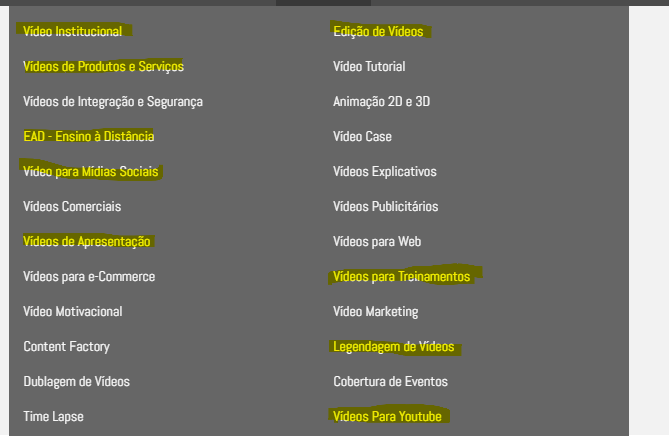 Vídeo Institucional
Vídeos de Produtos e Serviços
Vídeos de Integração e Segurança
EAD - Ensino à Distância
Vídeo para Mídias Sociais
Vídeos Comerciais
Vídeos de Apresentação
Vídeos para e-Commerce
Vídeo Motivacional
Content Factory
Dublagem de Vídeos
Time Lapse
Edição de Vídeos
Vídeo Tutorial
Animação 2D e 3D
Vídeo Case
Vídeos Explicativos
Vídeos Publicitários
Vídeos para Web
Vídeos para Treinamentos
Vídeo Marketing
Legendagem de Vídeos
Cobertura de Eventos
Vídeos Para Youtube